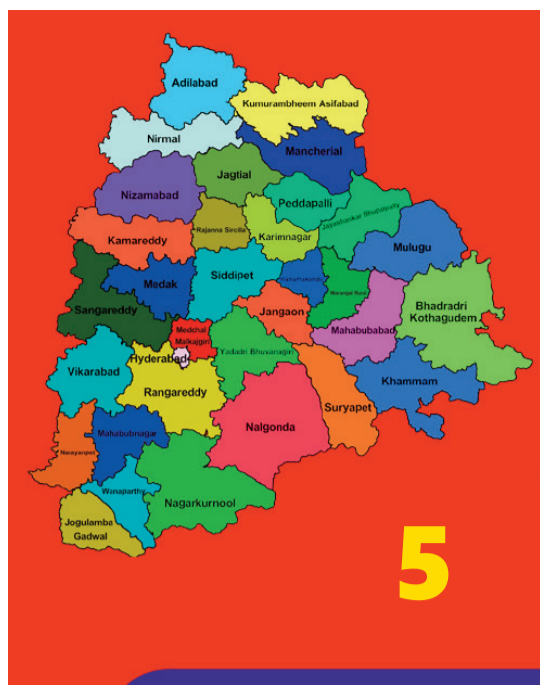 Adilabad
Kumurambheem Asifabad
Nirmal
Mancherial
Jagtial
Nizamabad
Peddapalli
Jayashankar Bhupalpally
Rajanna Sircilla
Karimnagar
Kamareddy
Mulugu
Siddipet
Medak
Sangareddy
Bhadradri
Kothagudem
Jangaon
Mahabubabad
Medchal
Malkajgiri
Yadadri Bhuvanagiri
Hyderabad
Vikarabad
Khammam
Rangareddy
Suryapet
Nalgonda
Mahabubnagar
Narayanpet
Wanaparthy
Nagarkurnool
Jogulamba
Gadwal
5